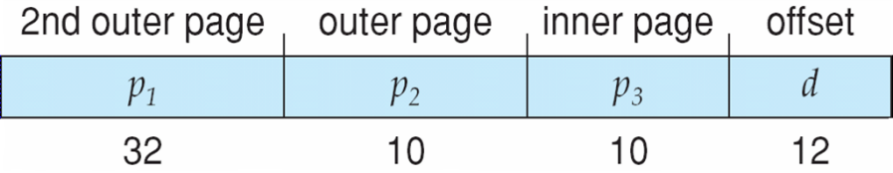 2nd outer page outer page inner page offset
p1 p2 p3 d
32 10 10 12